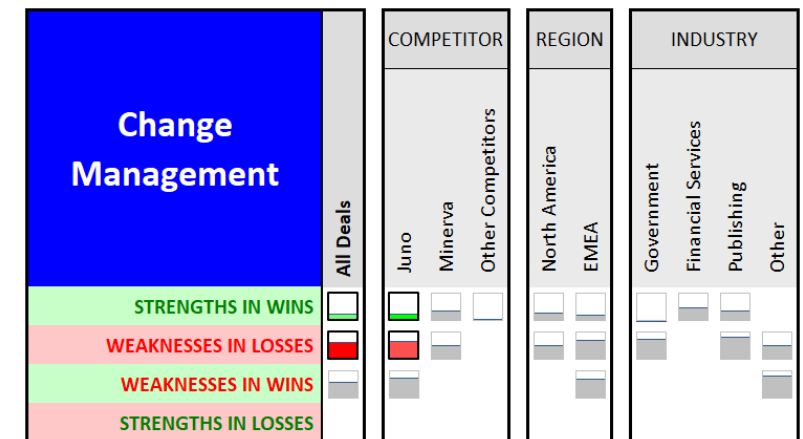 Change
Management
All Deals
COMPETITOR
Juno
Minerva
Other Competitors
REGION
North America
EMEA
INDUSTRY
Government
Financial Services
Publishing
Other
STRENGTHS IN WINS
WEAKNESSES IN LOSSES
WEAKNESSES IN WINS
STRENGTHS IN LOSSES